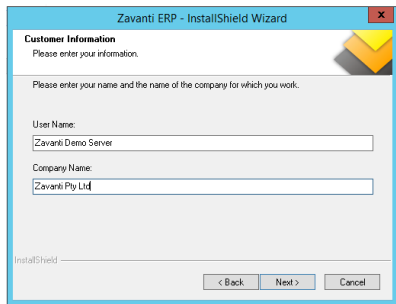 Zavanti ERP - InstallShield Wizard
x
Customer Information
Please enter your information.
Please enter your name and the name of the company for which you work.
User Name:
Zavanti Demo Server
Company Name:
Zavanti Pty Ltd
InstallShield
< Back Next > Cancel